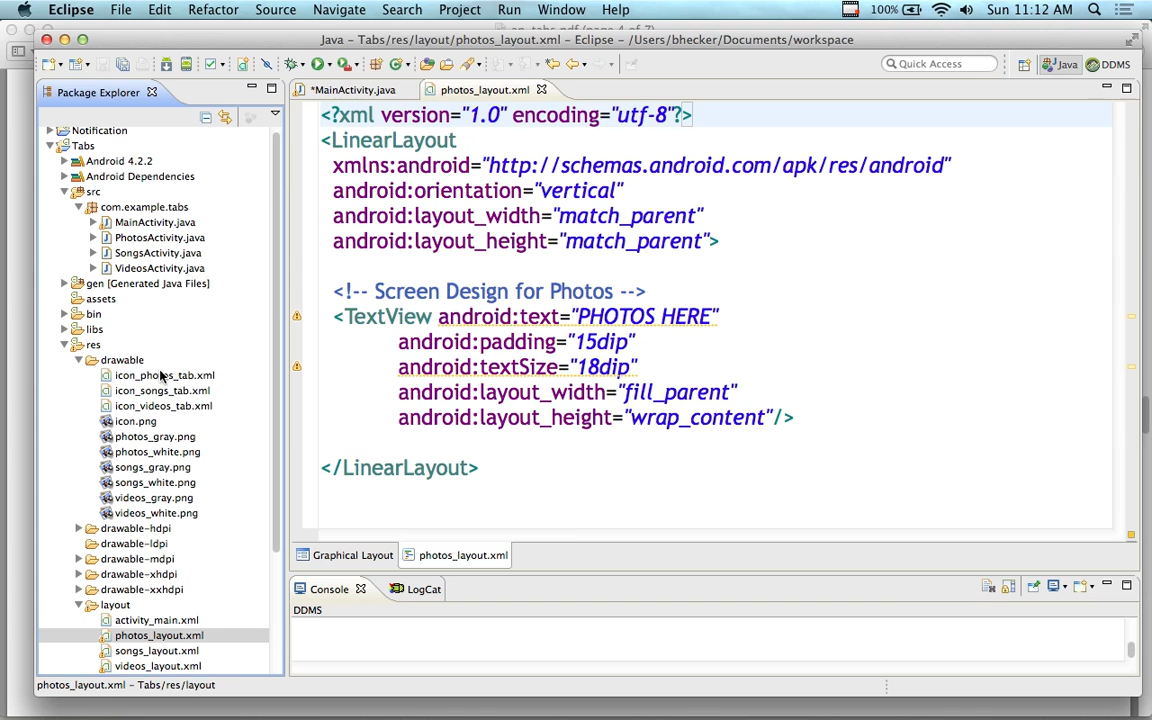 Eclipse File Edit Refactor Source Navigate Search Project Run Window Help 100% Sun 11:12 AM
Java – Tabs/res/layout/photos_layout.xml – Eclipse – /Users/bhecker/Documents/workspace
Quick Access Java DDMS
Package Explorer
*MainActivity.java photos_layout.xml
Notification
Tabs
Android 4.2.2
Android Dependencies
src
com.example.tabs
MainActivity.java
PhotosActivity.java
SongsActivity.java
VideosActivity.java
gen [Generated Java Files]
assets
bin
libs
res
drawable
icon_photos_tab.xml
icon_songs_tab.xml
icon_videos_tab.xml
icon.png
photos_gray.png
photos_white.png
songs_gray.png
songs_white.png
videos_gray.png
videos_white.png
drawable-hdpi
drawable-ldpi
drawable-mdpi
drawable-xhdpi
drawable-xxhdpi
layout
activity_main.xml
photos_layout.xml
songs_layout.xml
videos_layout.xml
<?xml version="1.0" encoding="utf-8"?>
<LinearLayout
xmlns:android="http://schemas.android.com/apk/res/android"
android:orientation="vertical"
android:layout_width="match_parent"
android:layout_height="match_parent">
<!-- Screen Design for Photos -->
<TextView android:text="PHOTOS HERE"
android:padding="15dip"
android:textSize="18dip"
android:layout_width="fill_parent"
android:layout_height="wrap_content"/>
</LinearLayout>
Graphical Layout photos_layout.xml
Console LogCat
DDMS
photos_layout.xml – Tabs/res/layout